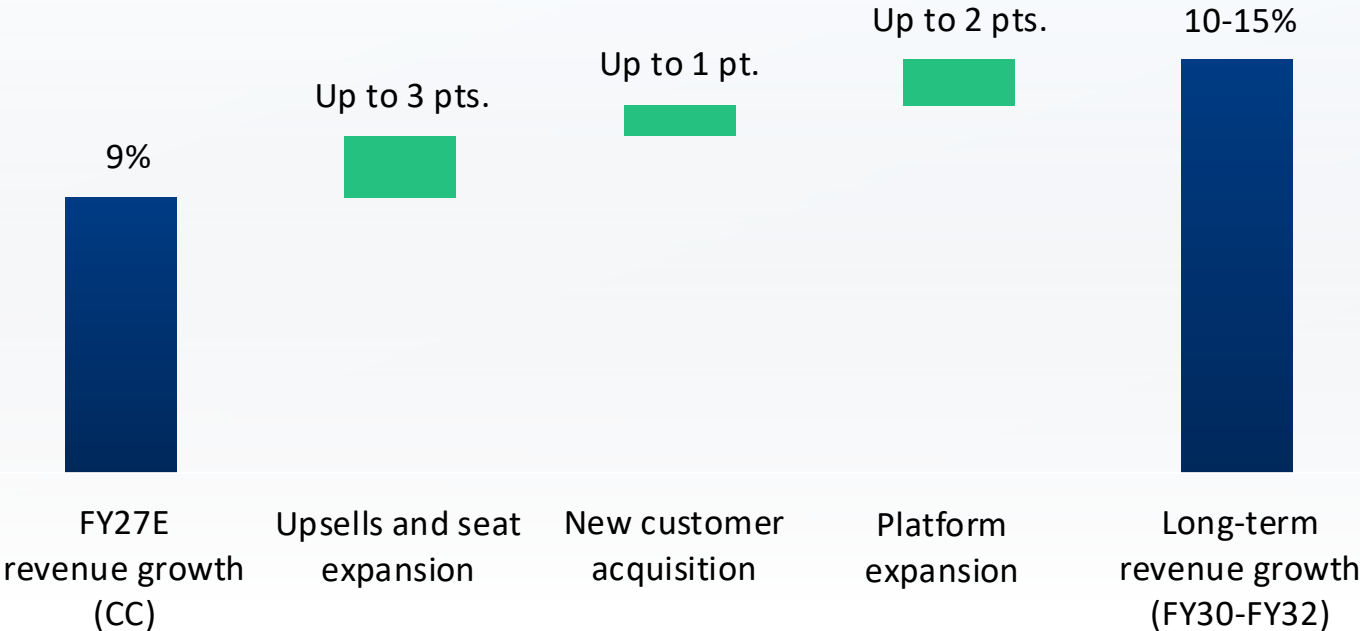 9%
Up to 3 pts.
Up to 1 pt.
Up to 2 pts.
10-15%
FY27E
revenue growth
(CC)
Upsells and seat
expansion
New customer
acquisition
Platform
expansion
Long-term
revenue growth
(FY30-FY32)